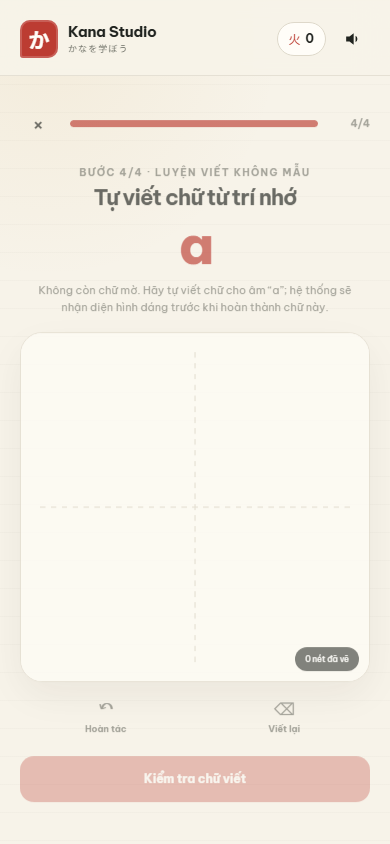 か
Kana Studio
かなを学ぼう
火 0
×
4/4
BƯỚC 4/4 · LUYỆN VIẾT KHÔNG MẪU
Tự viết chữ từ trí nhớ
a
Không còn chữ mờ. Hãy tự viết chữ cho âm “a”; hệ thống sẽ
nhận diện hình dáng trước khi hoàn thành chữ này.
0 nét đã vẽ
Hoàn tác
Viết lại
Kiểm tra chữ viết